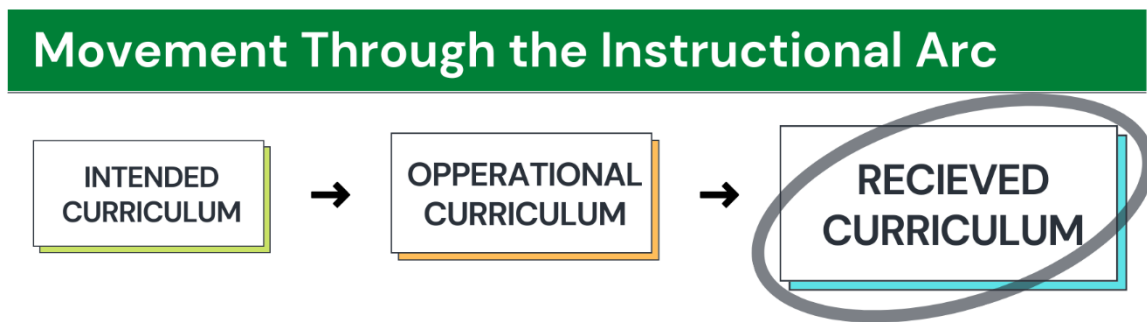 Movement Through the Instructional Arc
INTENDED
CURRICULUM
OPPERATIONAL
CURRICULUM
RECIEVED
CURRICULUM